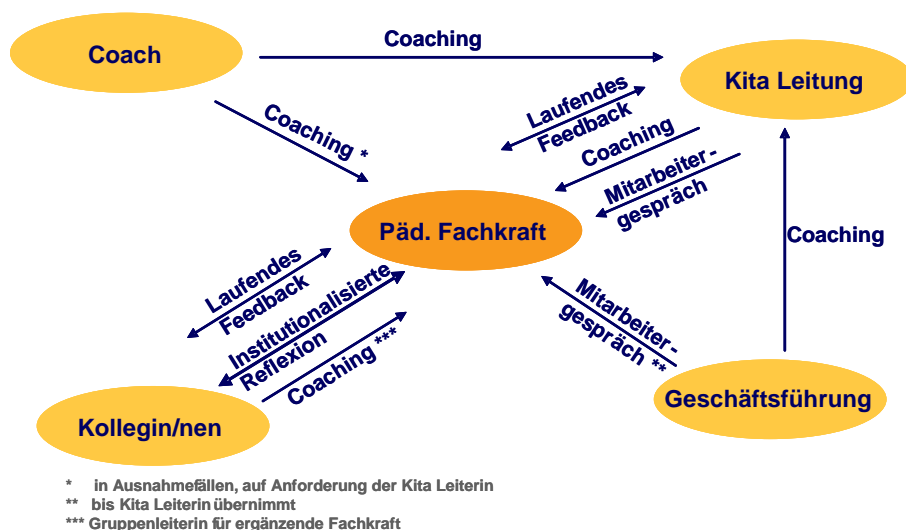 Coaching
Coach
Kita Leitung
Laufendes
Feedback
Coaching *
Coaching
Mitarbeiter-
gespräch
Päd. Fachkraft
Coaching
Laufendes
Feedback
Institutionalisierte
Reflexion
Coaching ***
Mitarbeiter-
gespräch **
Geschäftsführung
Kollegin/nen
* in Ausnahmefällen, auf Anforderung der Kita Leiterin
** bis Kita Leiterin übernimmt
*** Gruppenleiterin für ergänzende Fachkraft